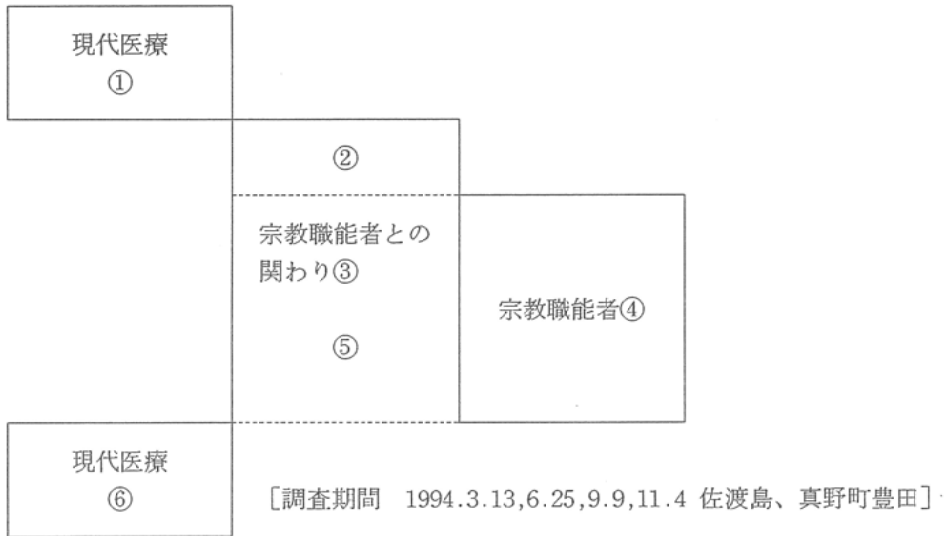 現代医療
①
②
宗教職能者との
関わり③
宗教職能者④
⑤
現代医療
⑥
［調査期間　1994.3.13,6.25,9.9,11.4 佐渡島、真野町豊田］